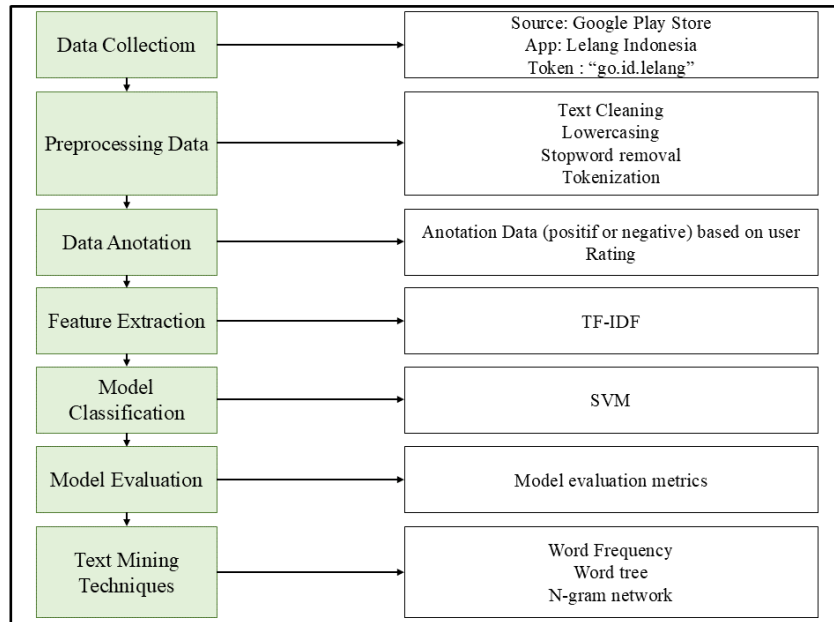 Data Collectiom
Source: Google Play Store
App: Lelang Indonesia
Token : “go.id.lelang”
Preprocessing Data
Text Cleaning
Lowercasing
Stopword removal
Tokenization
Data Anotation
Anotation Data (positif or negative) based on user
Rating
Feature Extraction
TF-IDF
Model
Classification
SVM
Model Evaluation
Model evaluation metrics
Text Mining
Techniques
Word Frequency
Word tree
N-gram network